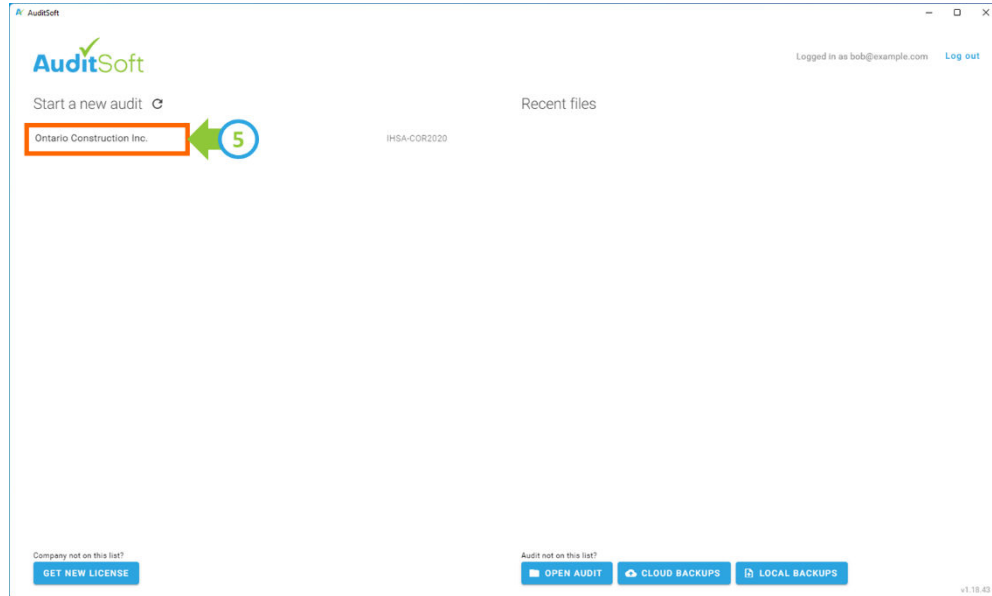 AuditSoft
AuditSoft
Logged in as bob@example.com Log out
Start a new audit
Recent files
Ontario Construction Inc.
5
IHSA-COR2020
Company not on this list?
GET NEW LICENSE
Audit not on this list?
OPEN AUDIT
CLOUD BACKUPS
LOCAL BACKUPS
v1.18.43